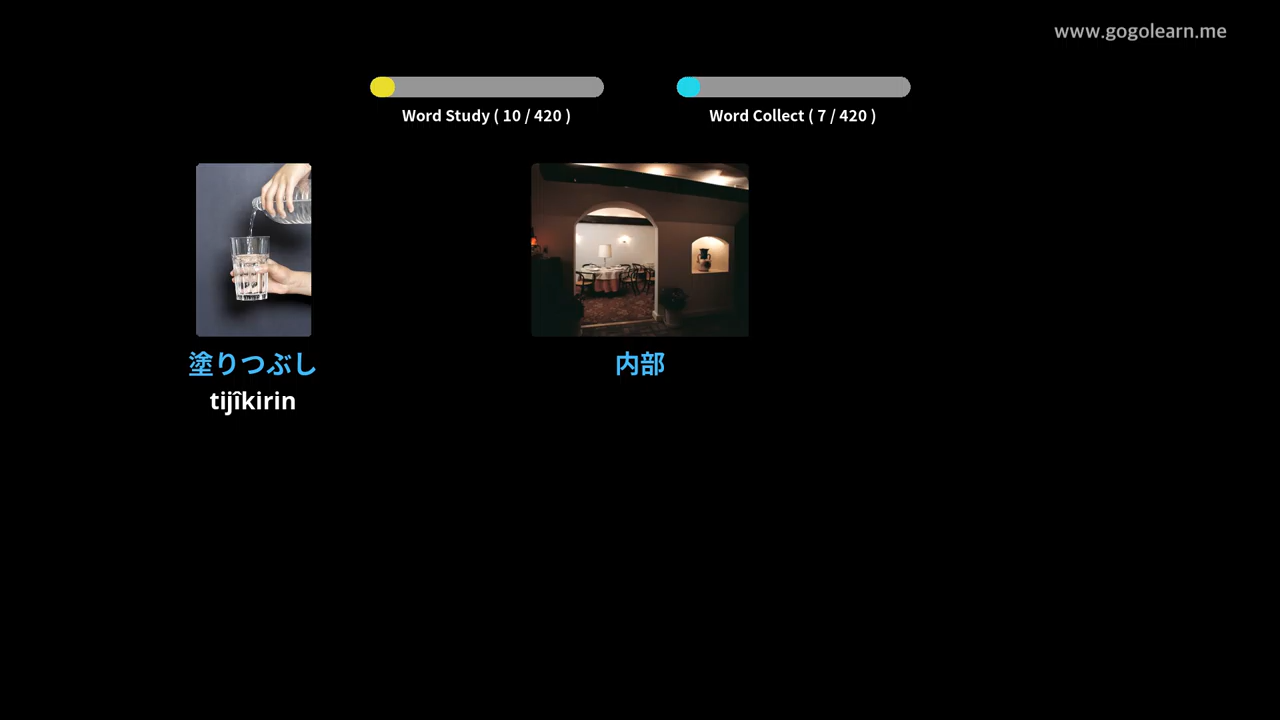 www.gogolearn.me
Word Study ( 10 / 420 )
Word Collect ( 7 / 420 )
塗りつぶし
tijîkirin
内部